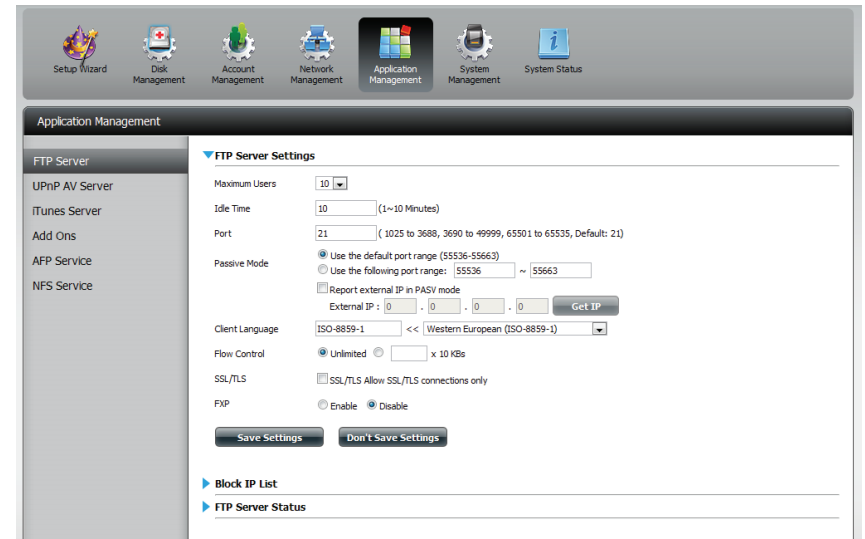 Setup Wizard
Disk Management
Account Management
Network Management
Application Management
System Management
System Status
Application Management
FTP Server
UPnP AV Server
iTunes Server
Add Ons
AFP Service
NFS Service
FTP Server Settings
Maximum Users 10
Idle Time 10 (1~10 Minutes)
Port 21 ( 1025 to 3688, 3690 to 49999, 65501 to 65535, Default: 21)
Passive Mode Use the default port range (55536-55663)
Use the following port range: 55536 ~ 55663
Report external IP in PASV mode
External IP : 0 . 0 . 0 . 0 Get IP
Client Language ISO-8859-1 << Western European (ISO-8859-1)
Flow Control Unlimited x 10 KBs
SSL/TLS SSL/TLS Allow SSL/TLS connections only
FXP Enable Disable
Save Settings Don't Save Settings
Block IP List
FTP Server Status